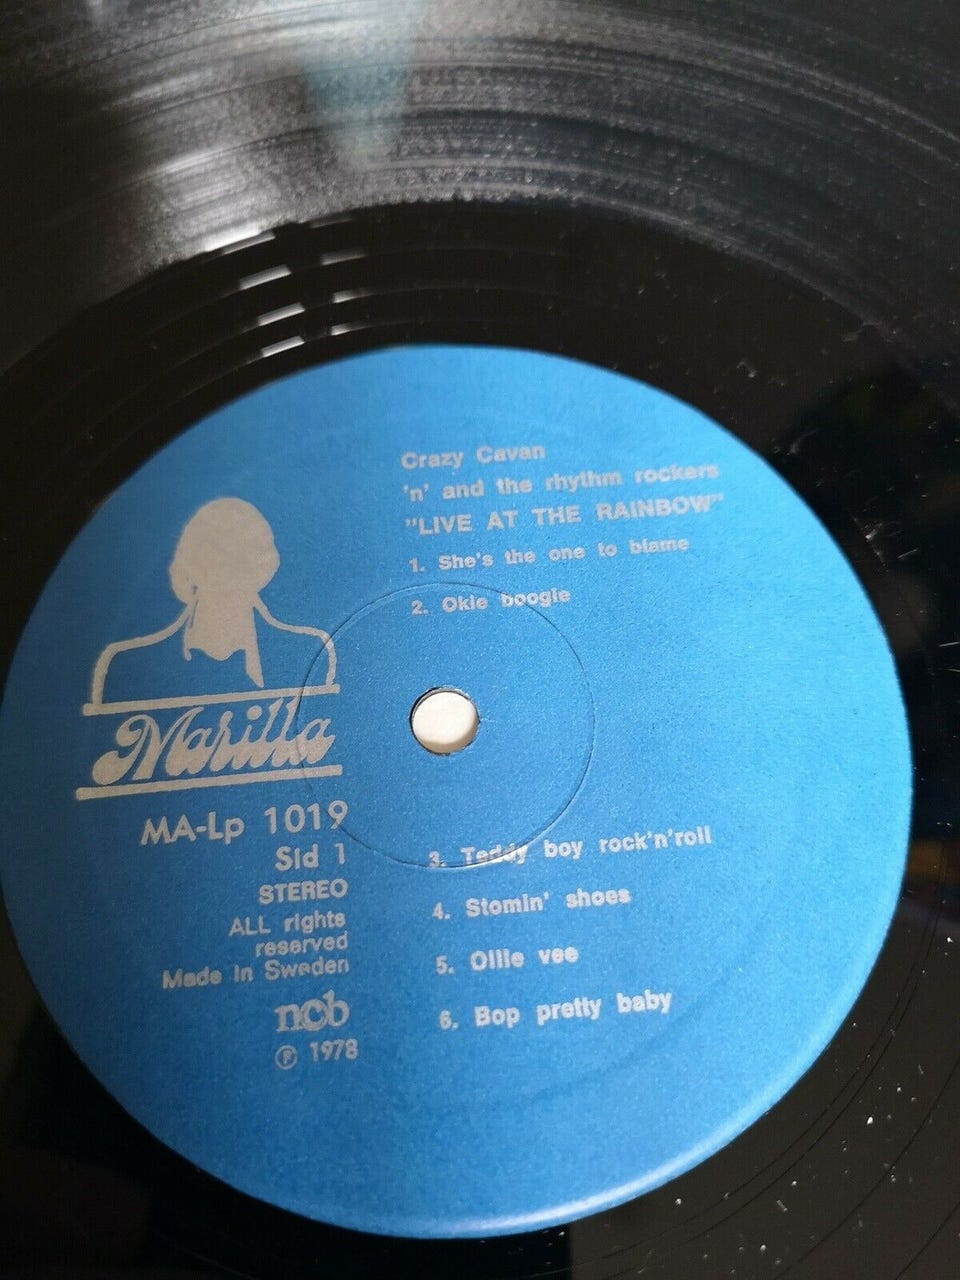 Crazy Cavan
'n' and the rhythm rockers
"LIVE AT THE RAINBOW"
1. She's the one to blame
2. Okie boogie
Marilla
MA-Lp 1019
Sid 1
STEREO
ALL rights
reserved
Made in Sweden
ncb
Ⓟ 1978
3. Teddy boy rock'n'roll
4. Stomin' shoes
5. Ollie vee
6. Bop pretty baby